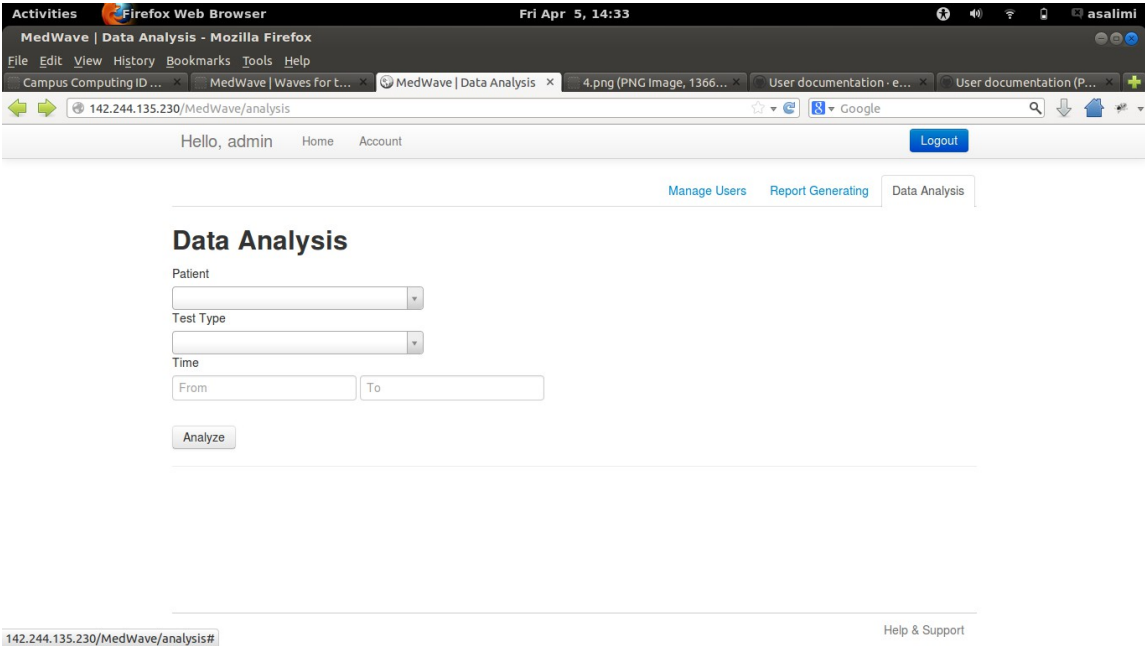 Activities Firefox Web Browser Fri Apr 5, 14:33 asalimi
MedWave | Data Analysis - Mozilla Firefox
File Edit View History Bookmarks Tools Help
Campus Computing ID ... MedWave | Waves for t... MedWave | Data Analysis 4.png (PNG Image, 1366... User documentation · e... User documentation (P...
142.244.135.230/MedWave/analysis Google
Hello, admin Home Account Logout
Manage Users Report Generating Data Analysis
Data Analysis
Patient
Test Type
Time
From To
Analyze
Help & Support
142.244.135.230/MedWave/analysis#